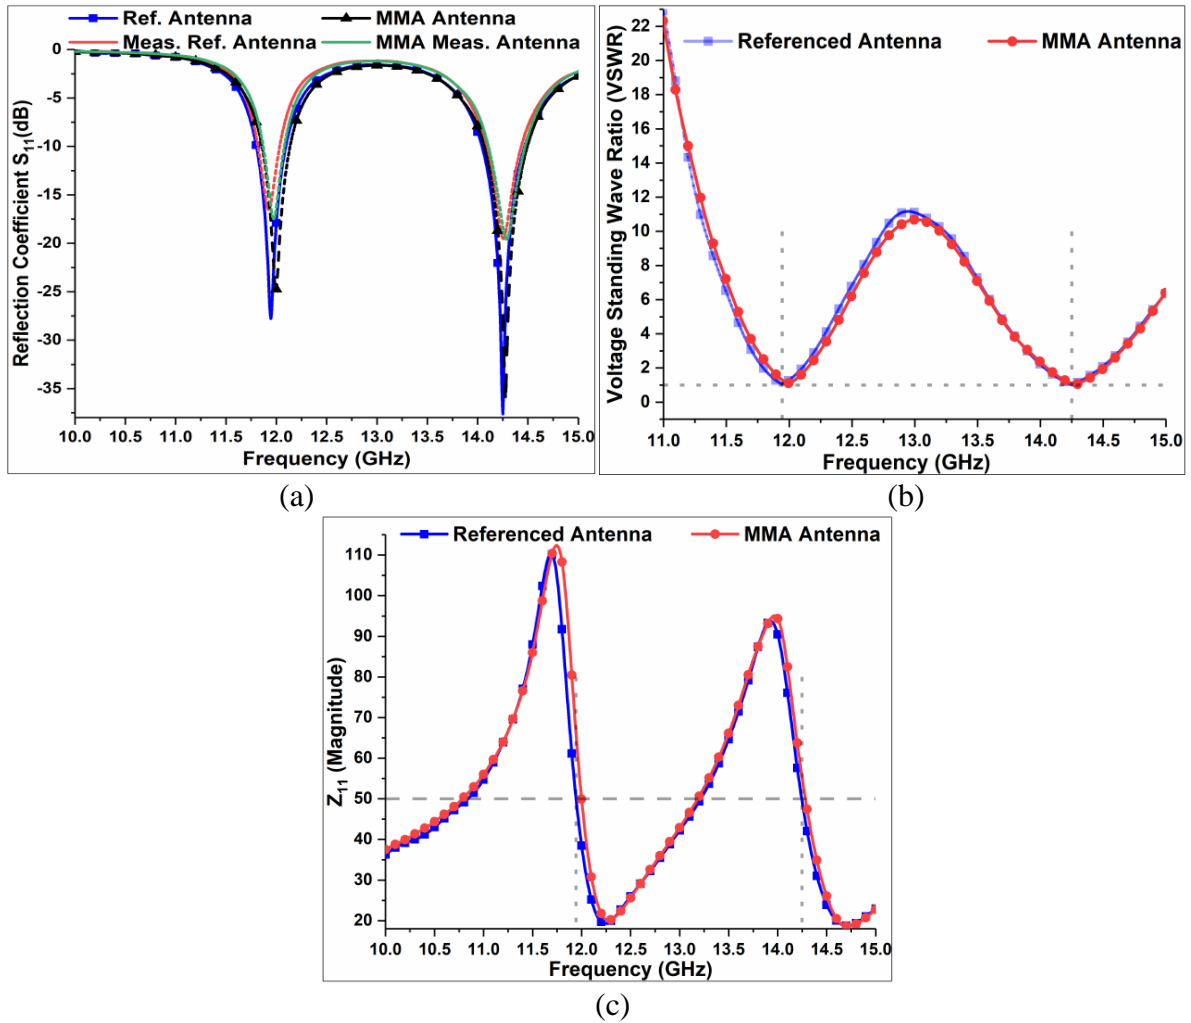 Ref. Antenna MMA Antenna
Meas. Ref. Antenna MMA Meas. Antenna
0
-5
-10
-15
-20
-25
-30
-35
Reflection Coefficient S11(dB)
10.0 10.5 11.0 11.5 12.0 12.5 13.0 13.5 14.0 14.5 15.0
Frequency (GHz)
(a)
Referenced Antenna MMA Antenna
22
20
18
16
14
12
10
8
6
4
2
0
Voltage Standing Wave Ratio (VSWR)
11.0 11.5 12.0 12.5 13.0 13.5 14.0 14.5 15.0
Frequency (GHz)
(b)
Referenced Antenna MMA Antenna
110
100
90
80
70
60
50
40
30
20
Z11 (Magnitude)
10.0 10.5 11.0 11.5 12.0 12.5 13.0 13.5 14.0 14.5 15.0
Frequency (GHz)
(c)